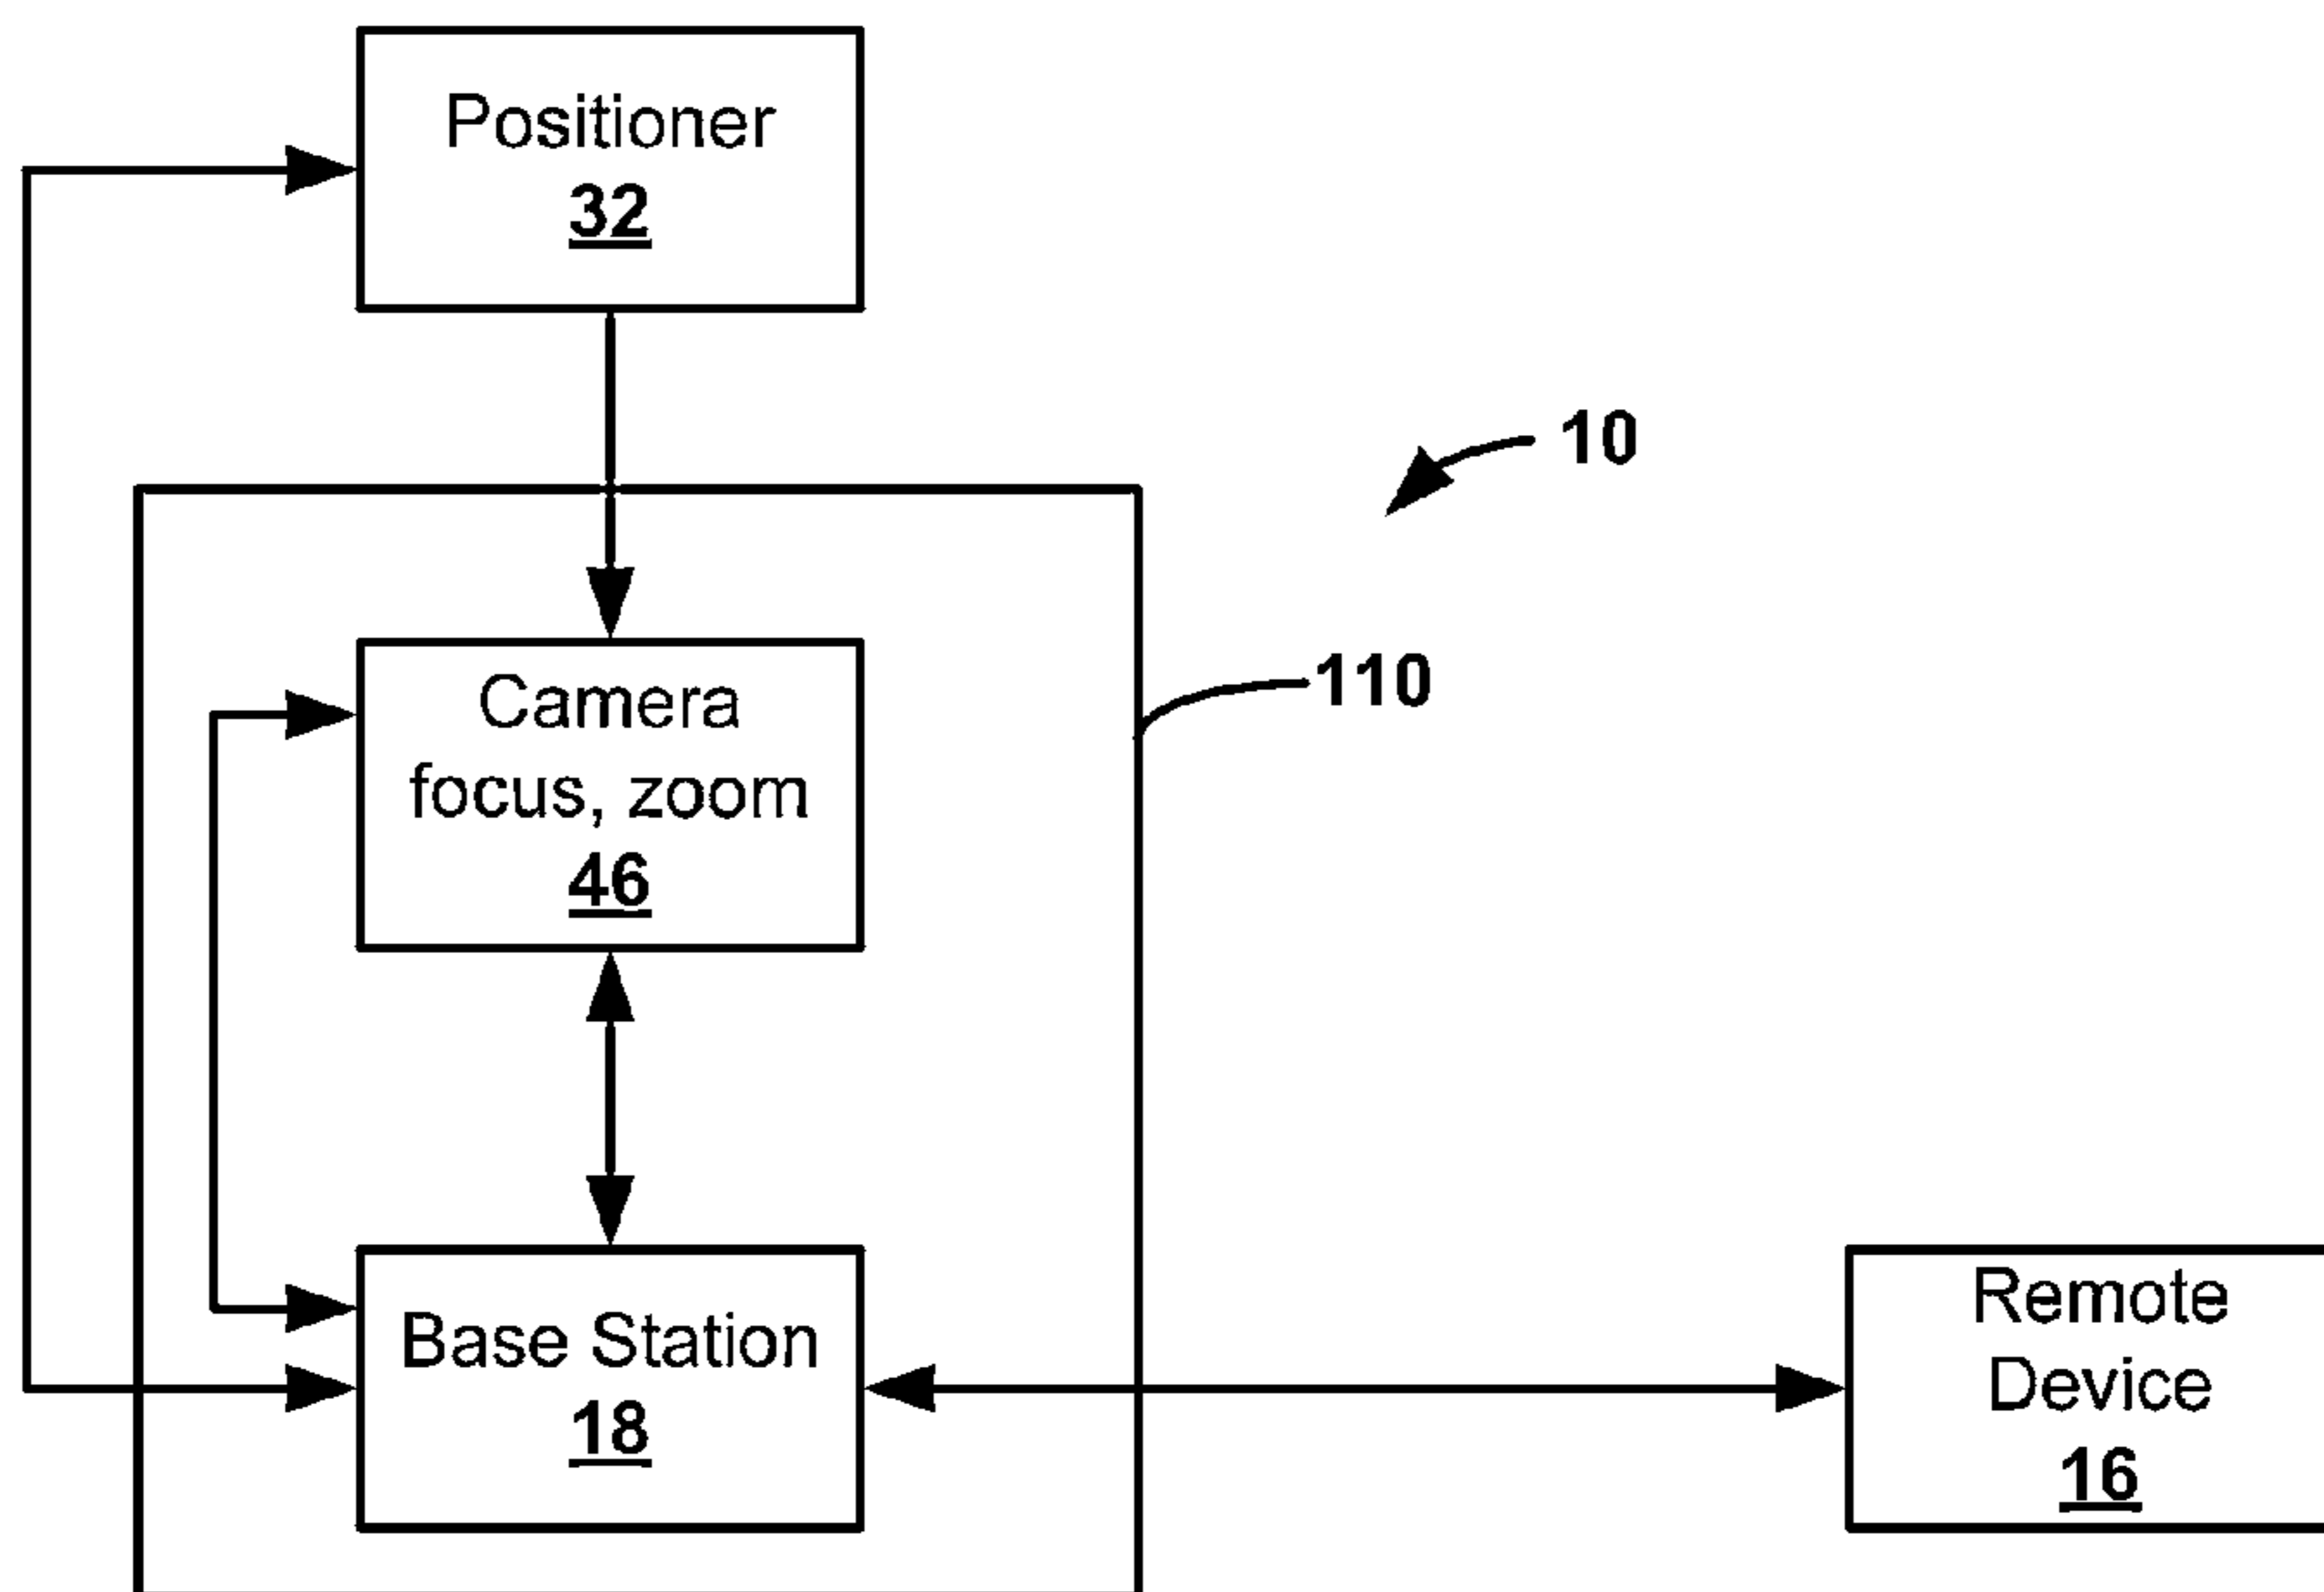 Positioner
32
10
Camera
focus, zoom
46
110
Base Station
18
Remote
Device
16